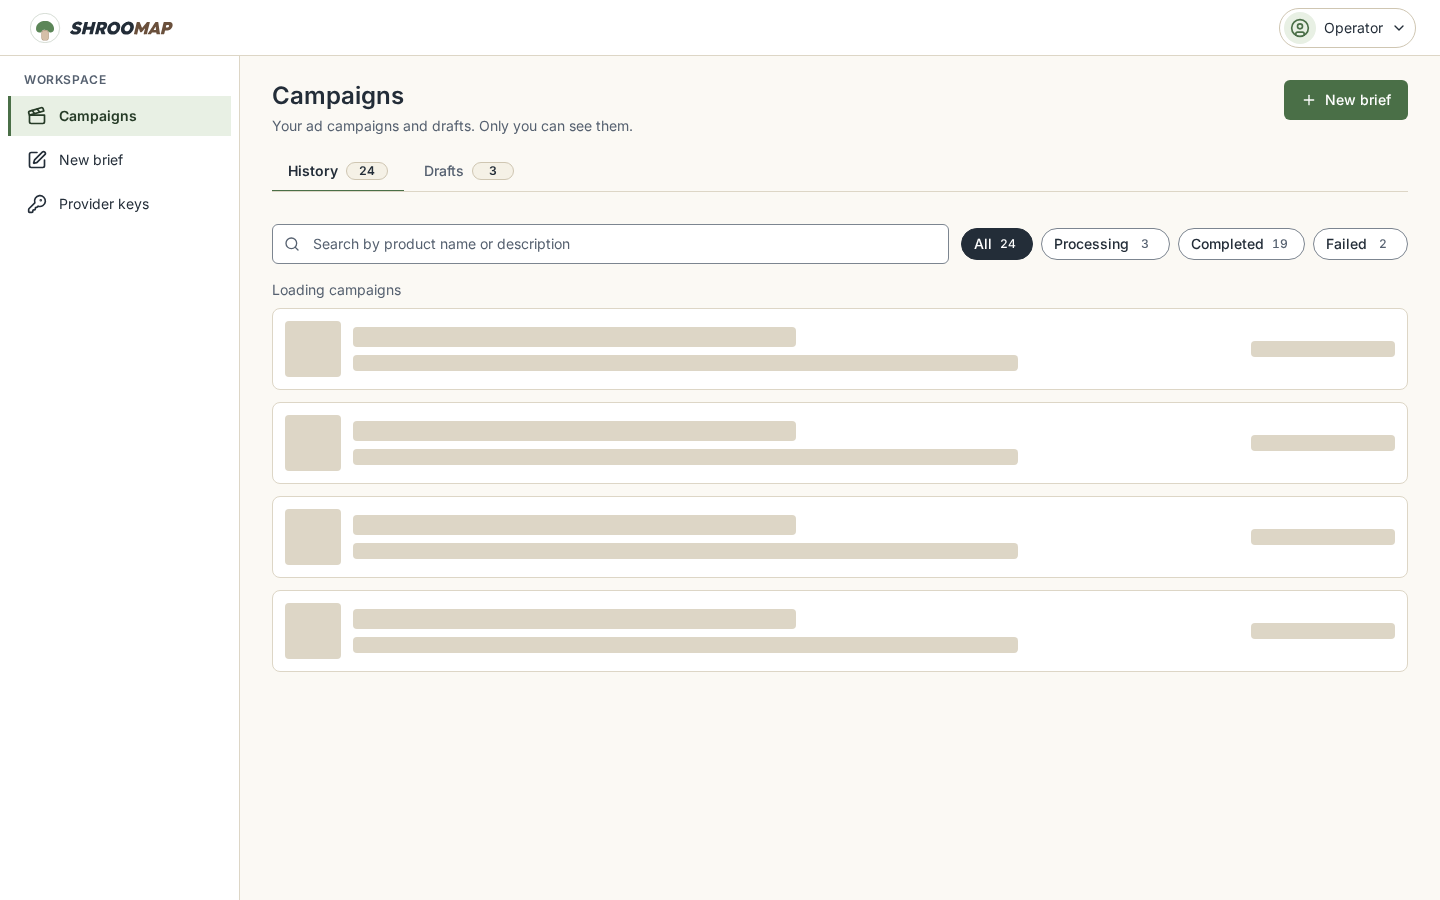 SHROOMAP
Operator
WORKSPACE
Campaigns
New brief
Provider keys
Campaigns
Your ad campaigns and drafts. Only you can see them.
New brief
History 24
Drafts 3
Search by product name or description
All 24
Processing 3
Completed 19
Failed 2
Loading campaigns